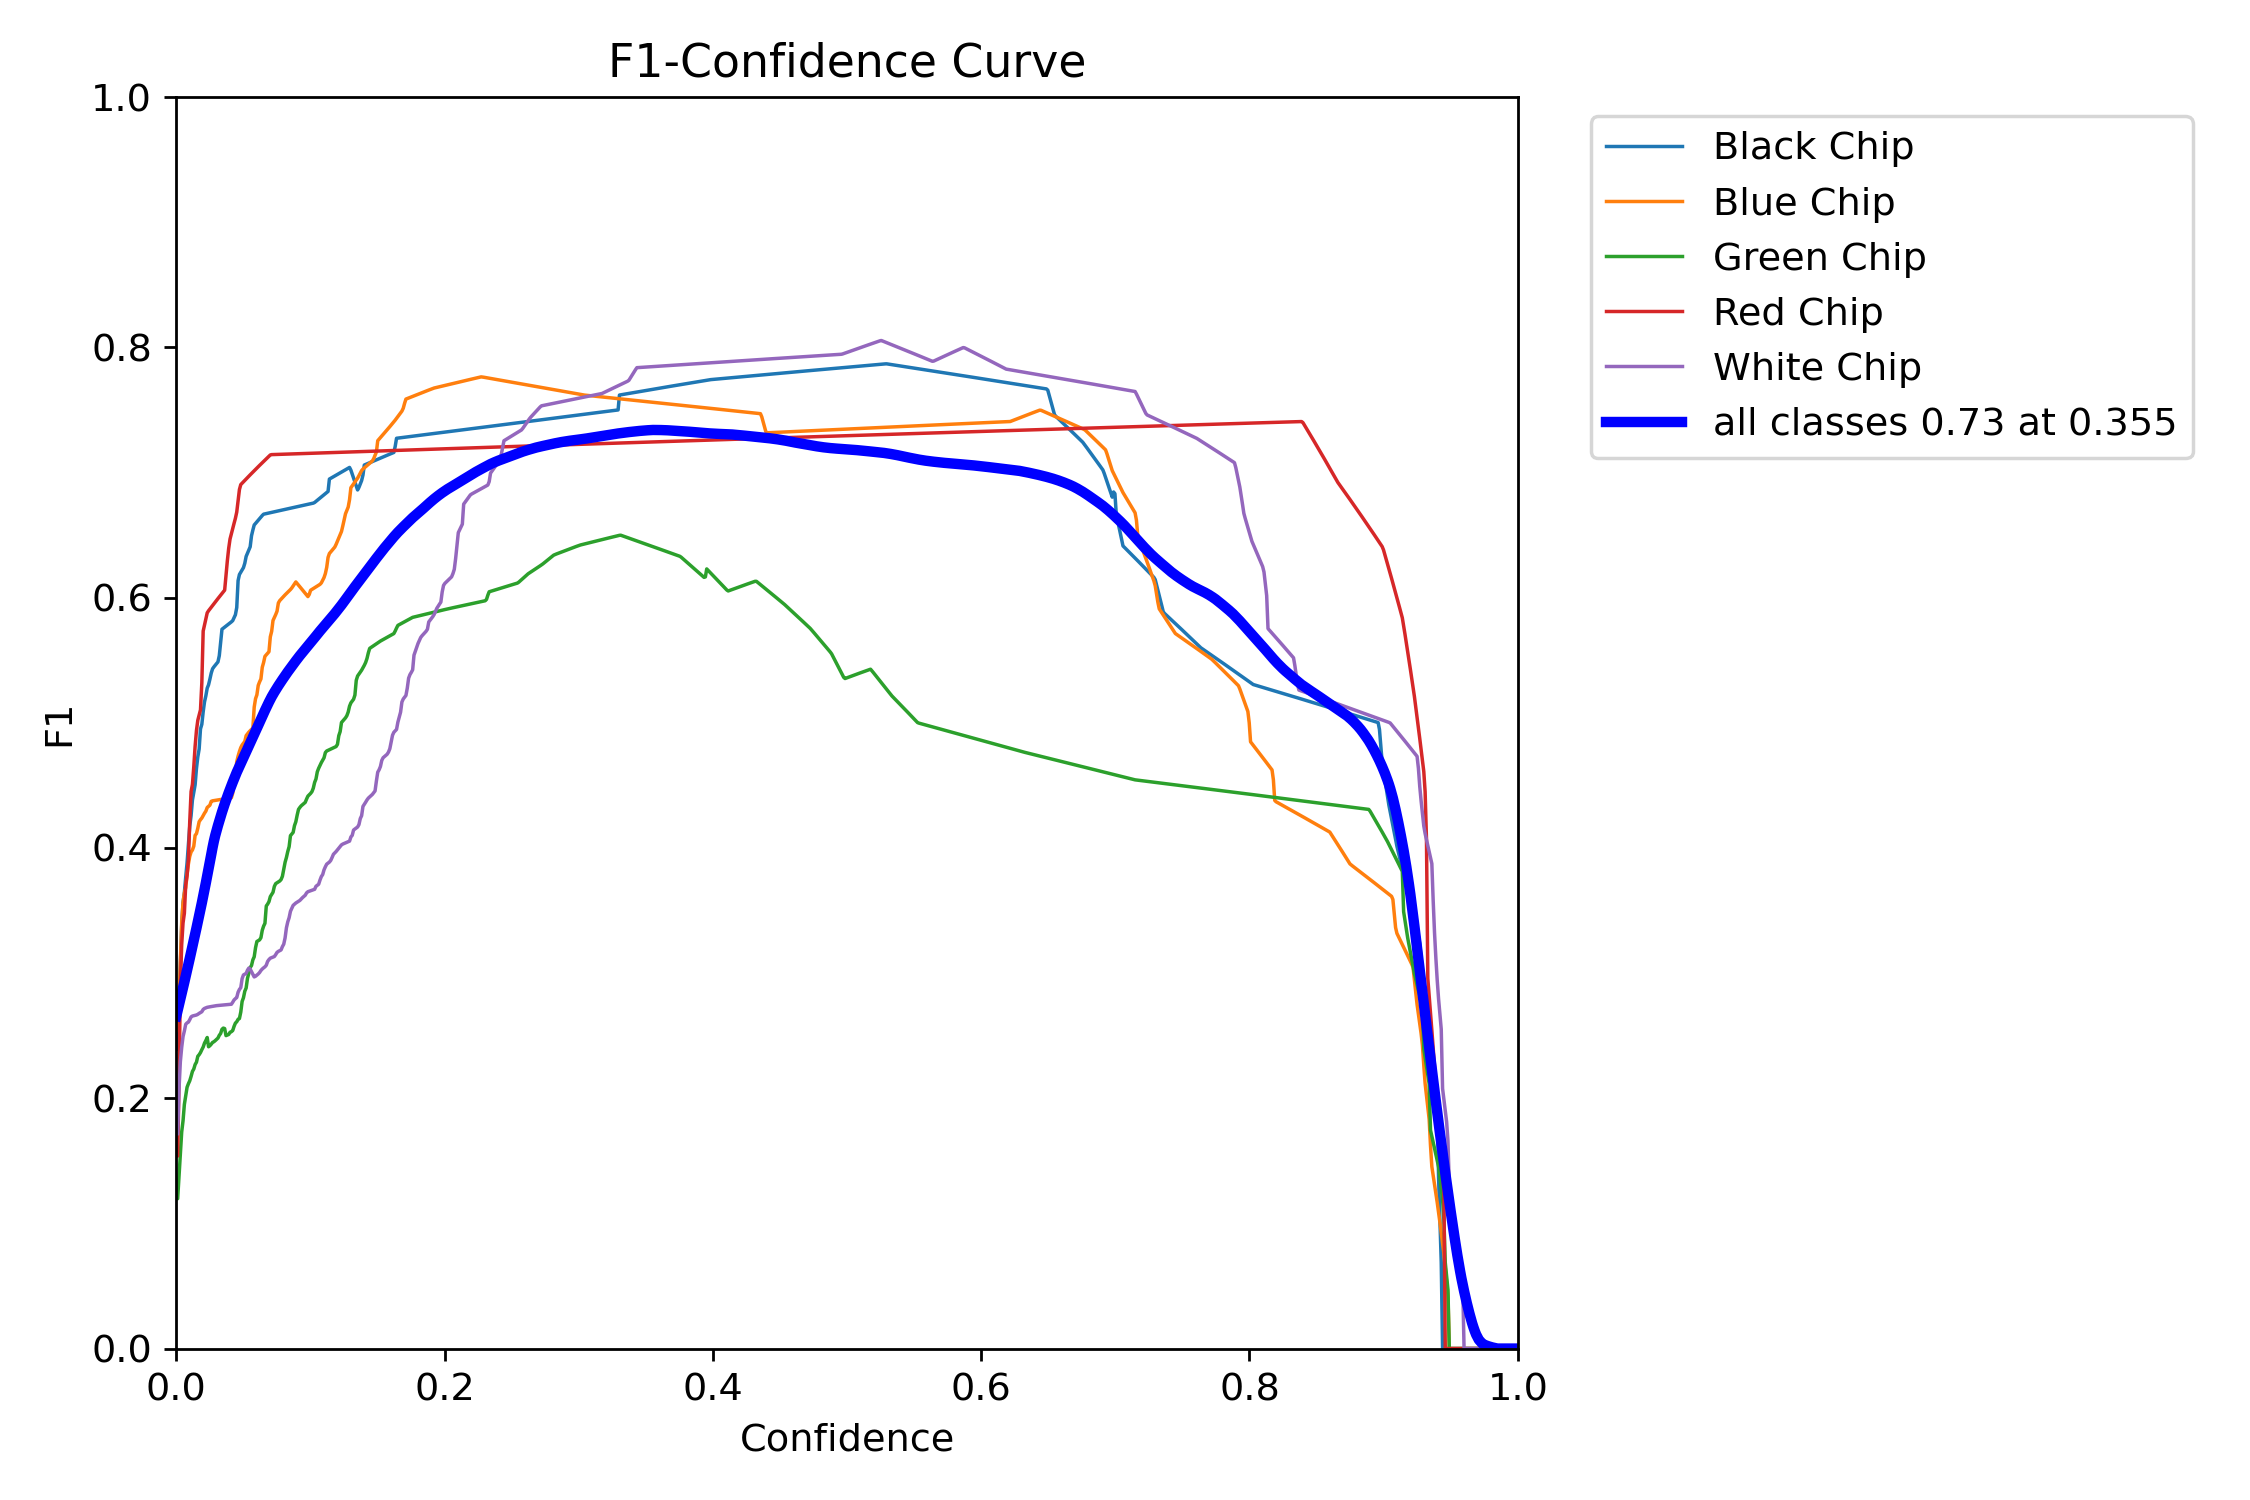 F1-Confidence Curve
1.0
0.8
0.6
0.4
0.2
0.0
F1
0.0 0.2 0.4 0.6 0.8 1.0
Confidence
Black Chip
Blue Chip
Green Chip
Red Chip
White Chip
all classes 0.73 at 0.355